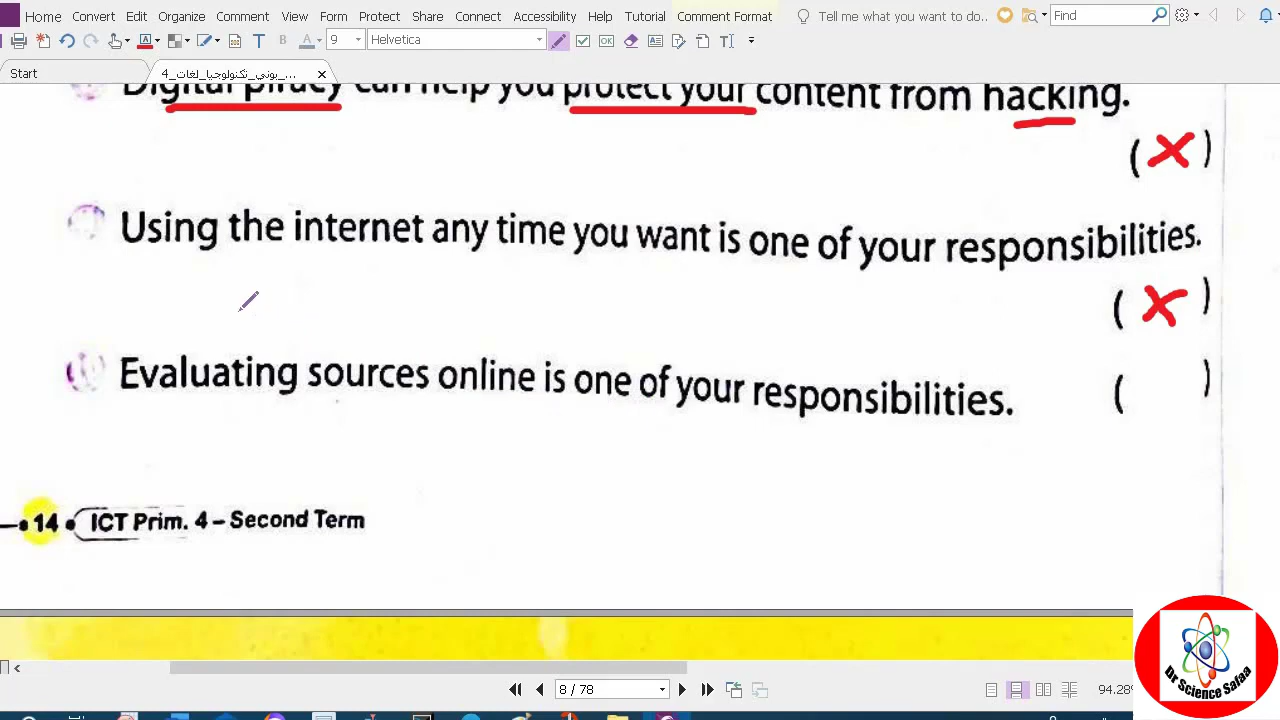 Home Convert Edit Organize Comment View Form Protect Share Connect Accessibility Help Tutorial Comment Format Tell me what you want to do.. Find
9 Helvetica
Start 4_بوني_تكنولوجيا_لغات_...
Digital piracy can help you protect your content from hacking.
( X )
Using the internet any time you want is one of your responsibilities.
( X )
Evaluating sources online is one of your responsibilities. ( )
14 ICT Prim. 4 – Second Term
Dr Science Safaa
8 / 78 94.28%